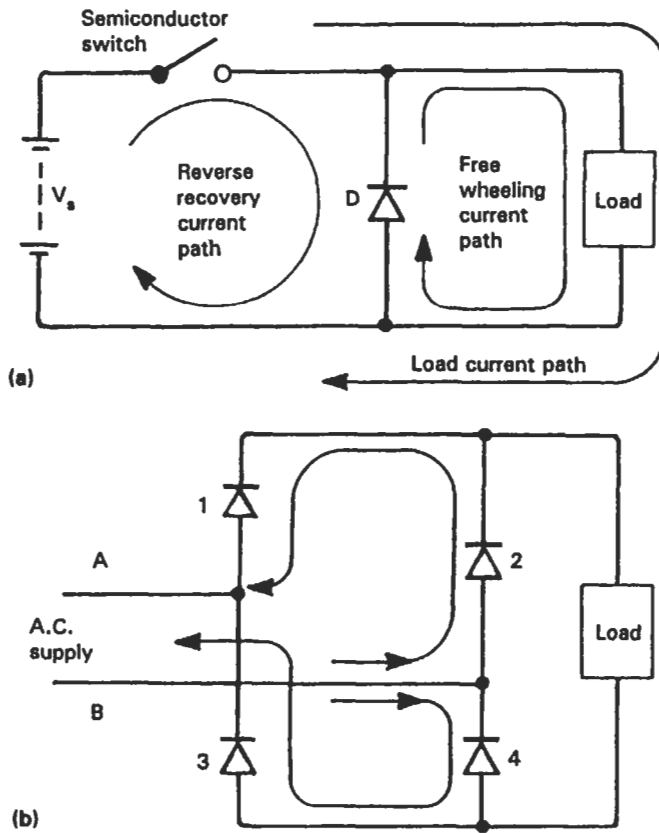 Semiconductor
switch
V_s
Reverse
recovery
current
path
D
Free
wheeling
current
path
Load
(a)
Load current path
1
2
A
A.C.
supply
Load
B
3
4
(b)